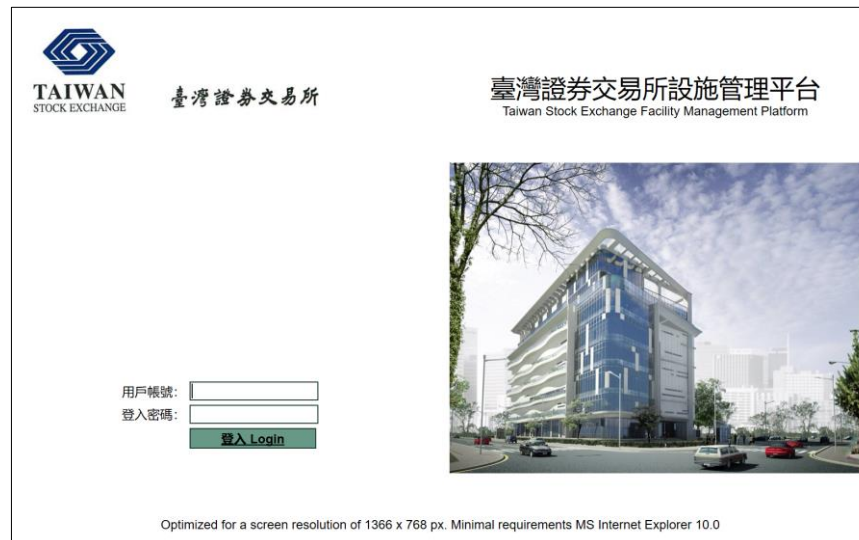 TAIWAN
STOCK EXCHANGE
臺灣證券交易所
臺灣證券交易所設施管理平台
Taiwan Stock Exchange Facility Management Platform
用戶帳號:
登入密碼:
登入 Login
Optimized for a screen resolution of 1366 x 768 px. Minimal requirements MS Internet Explorer 10.0